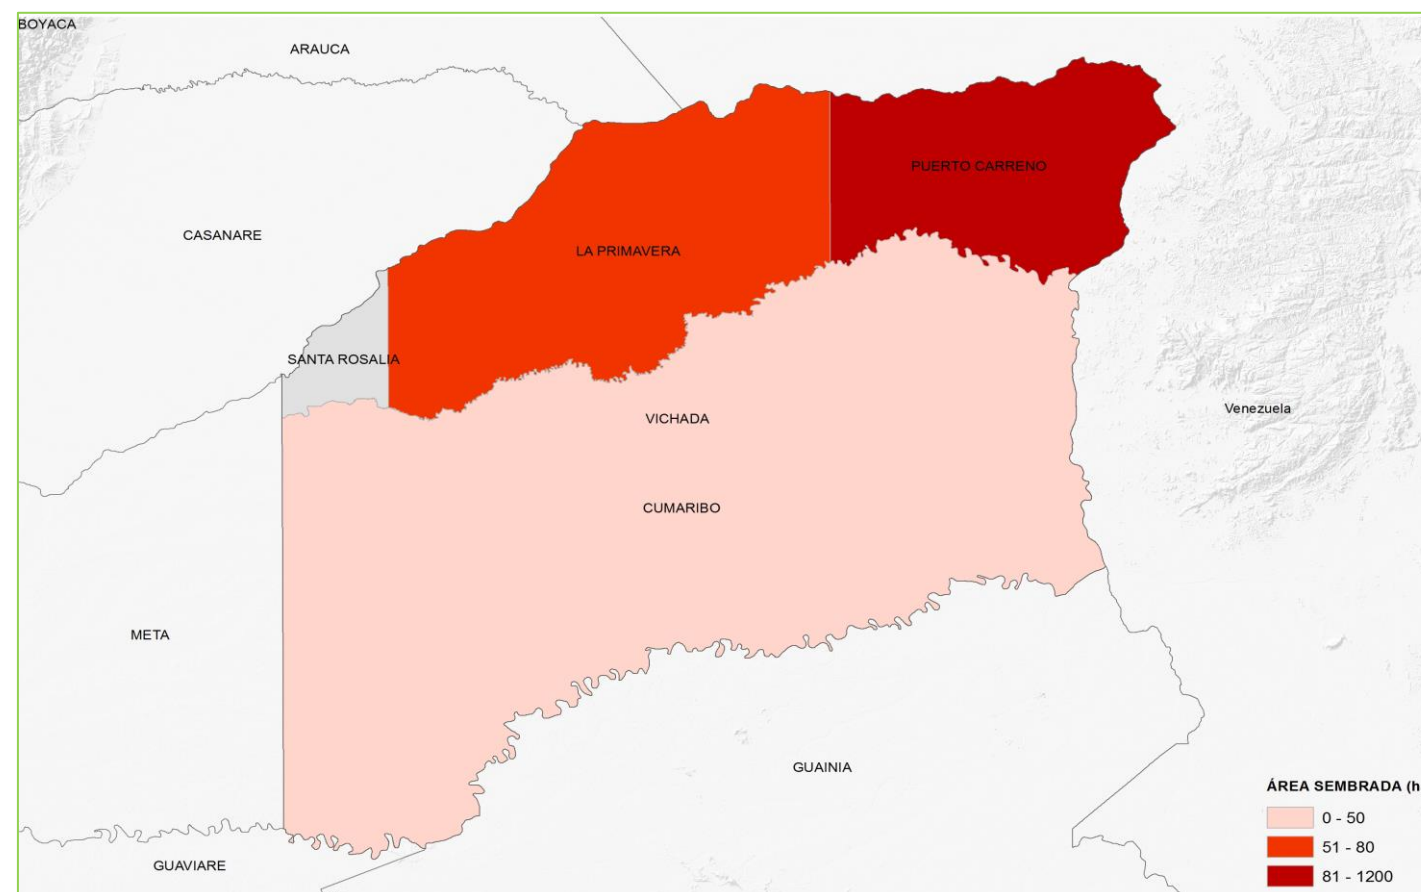 BOYACA
ARAUCA
PUERTO CARRENO
CASANARE
LA PRIMAVERA
SANTA ROSALIA
Venezuela
VICHADA
CUMARIBO
META
GUAINIA
GUAVIARE
ÁREA SEMBRADA (h
0 - 50
51 - 80
81 - 1200